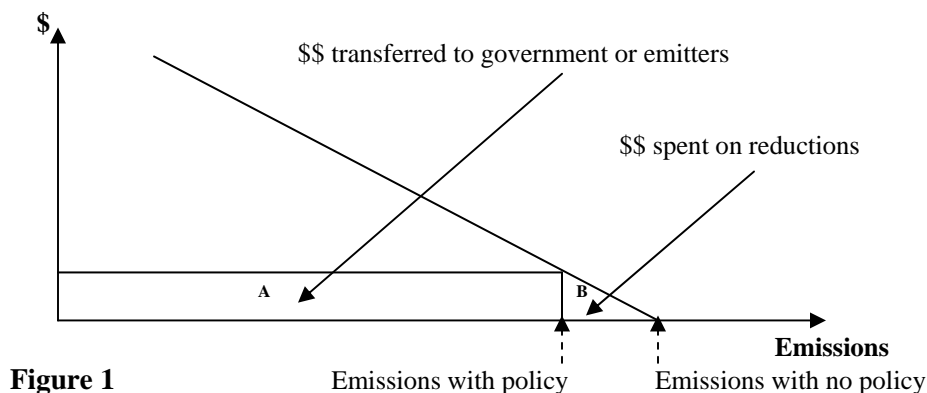 $
$$ transferred to government or emitters
$$ spent on reductions
A
B
Emissions
Figure 1
Emissions with policy
Emissions with no policy